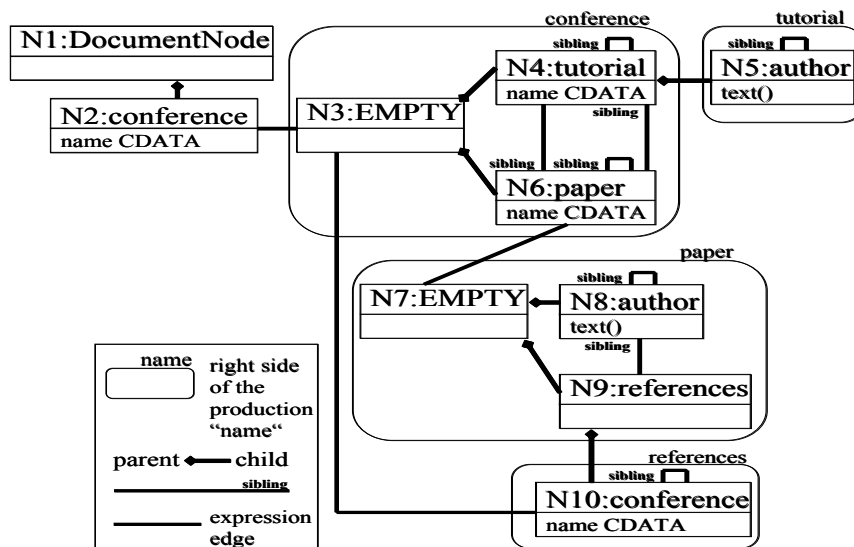 conference
tutorial
N1:DocumentNode
sibling
N4:tutorial
name CDATA
sibling
sibling
N5:author
text()
N2:conference
name CDATA
N3:EMPTY
sibling
sibling
N6:paper
name CDATA
paper
N7:EMPTY
sibling
N8:author
text()
sibling
N9:references
references
sibling
N10:conference
name CDATA
name
right side
of the
production
“name“
parent
child
sibling
expression
edge